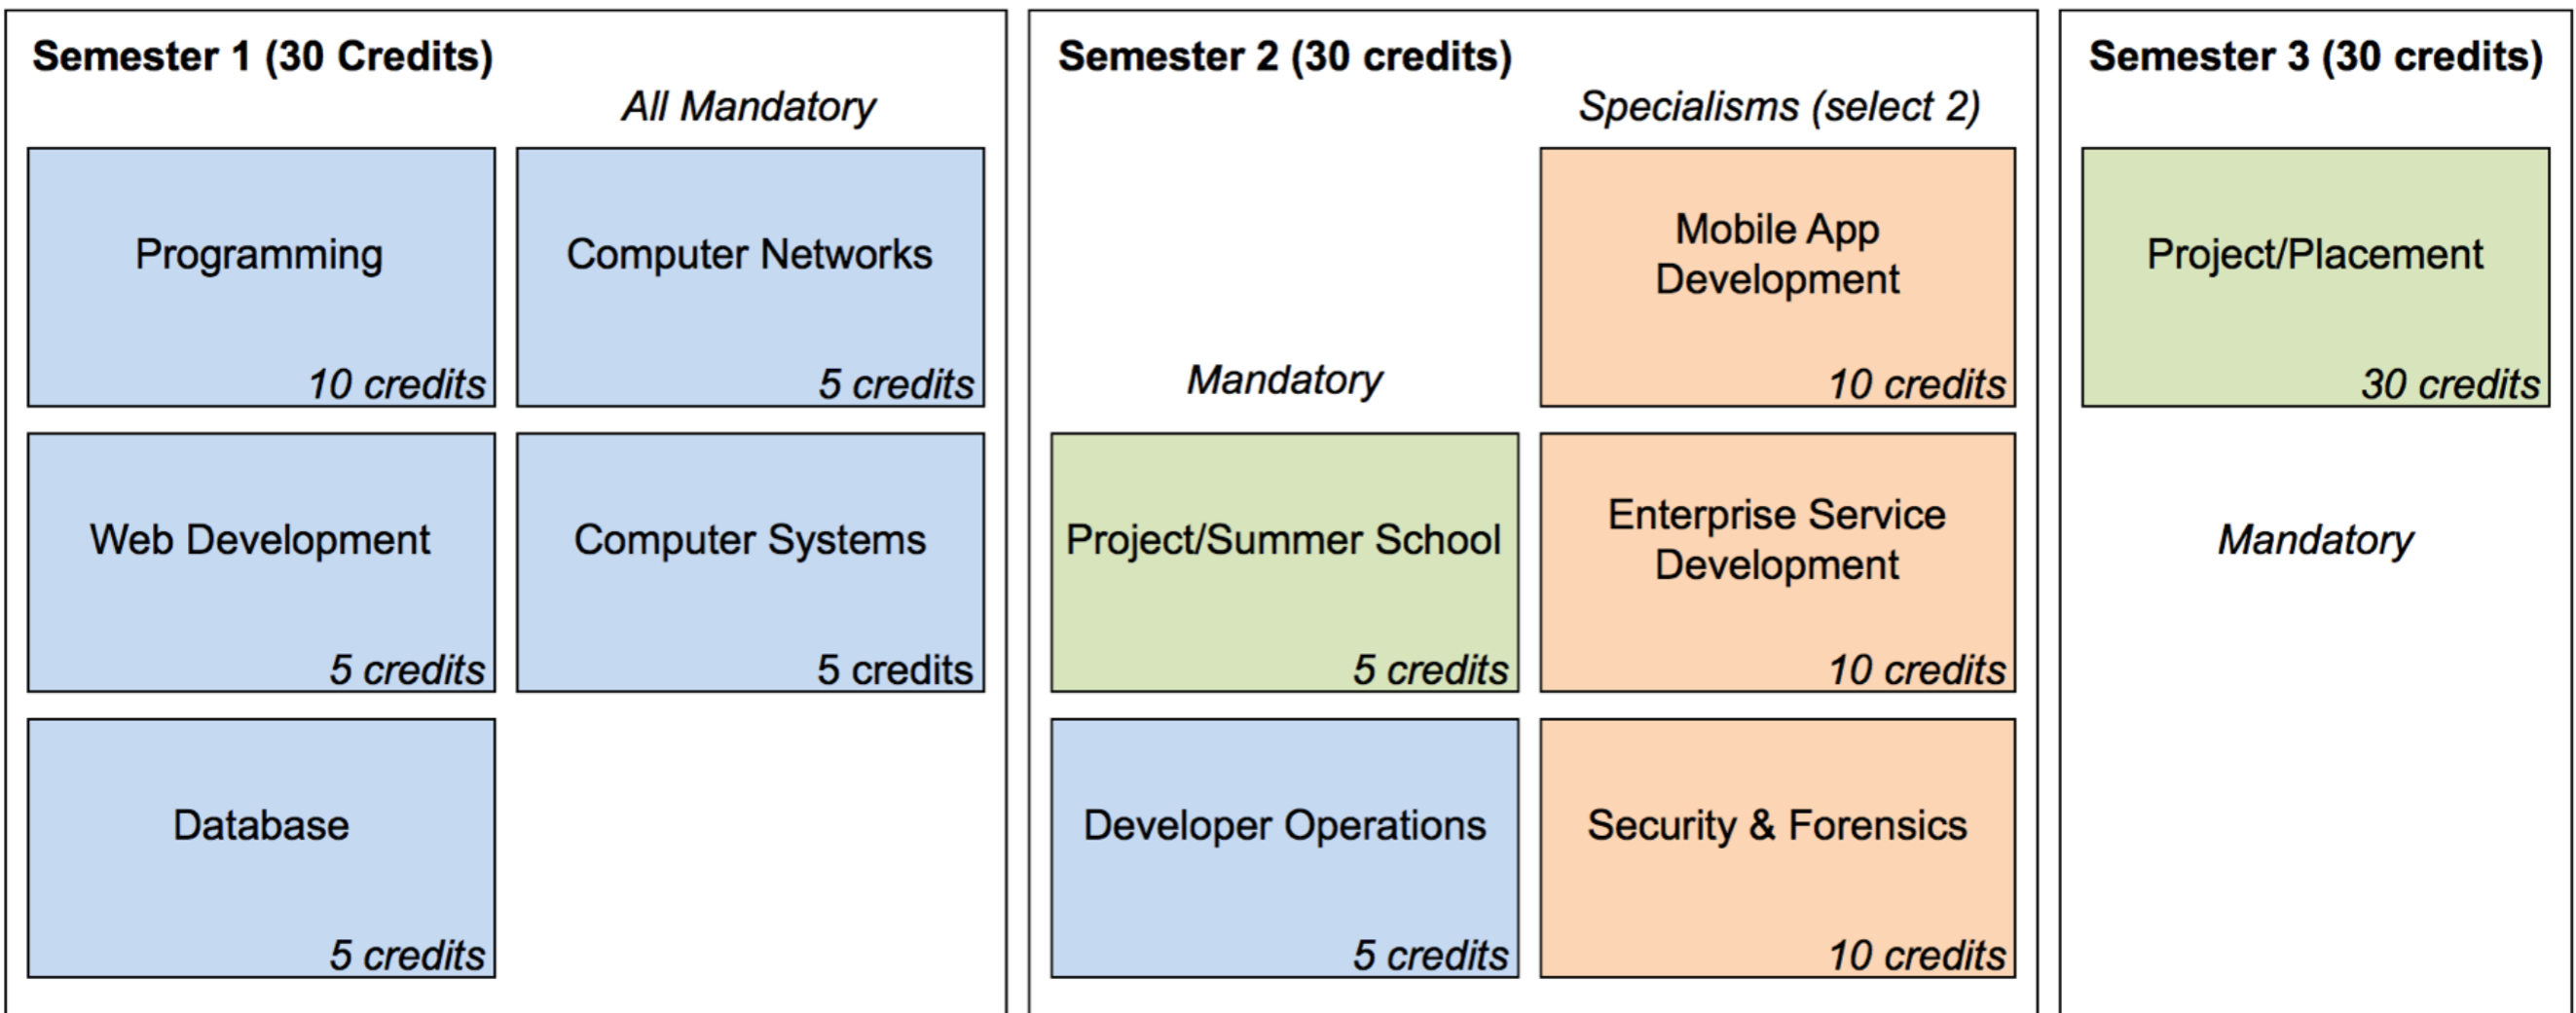 Semester 1 (30 Credits)
All Mandatory
Programming
10 credits
Computer Networks
5 credits
Web Development
5 credits
Computer Systems
5 credits
Database
5 credits
Semester 2 (30 credits)
Specialisms (select 2)
Mandatory
Mobile App
Development
10 credits
Project/Summer School
5 credits
Enterprise Service
Development
10 credits
Developer Operations
5 credits
Security & Forensics
10 credits
Semester 3 (30 credits)
Project/Placement
30 credits
Mandatory